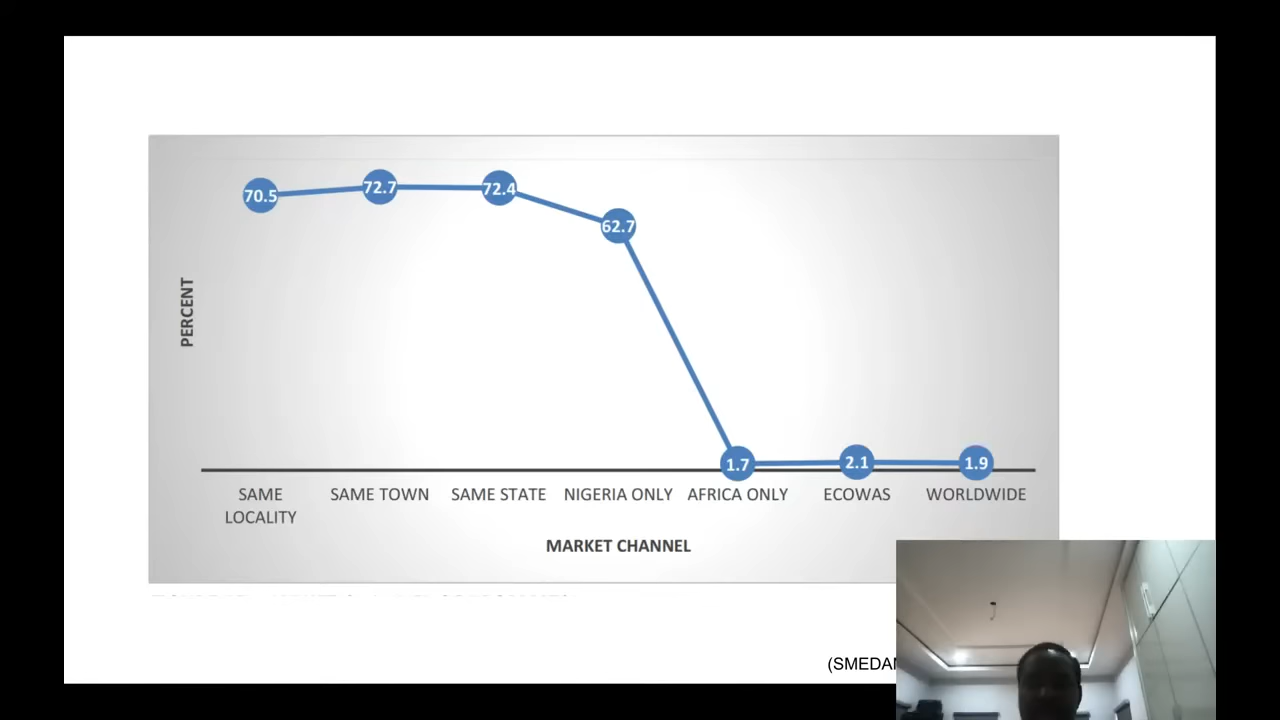 70.5
72.7
72.4
62.7
1.7
2.1
1.9
PERCENT
SAME LOCALITY
SAME TOWN
SAME STATE
NIGERIA ONLY
AFRICA ONLY
ECOWAS
WORLDWIDE
MARKET CHANNEL